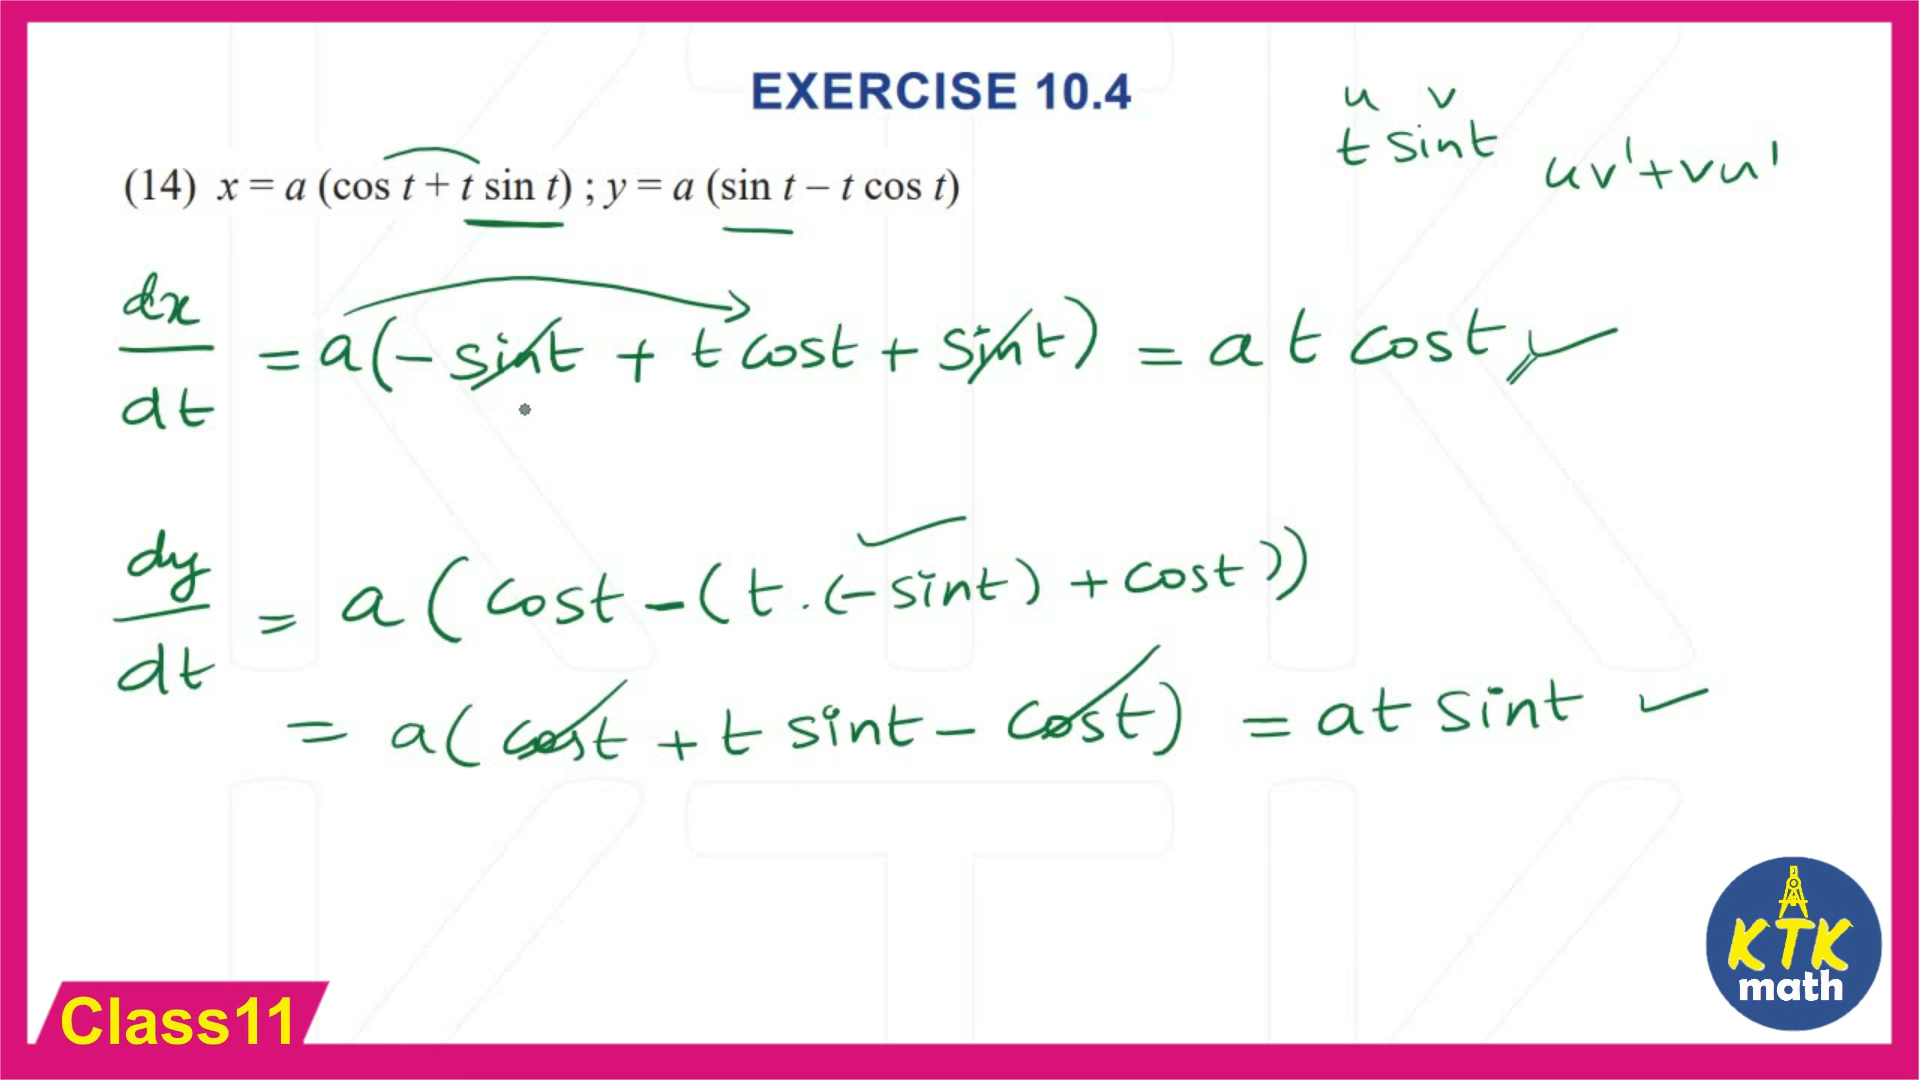 EXERCISE 10.4
u v
t sint
uv'+vu'
(14) x = a (cos t + t sin t) ; y = a (sin t – t cos t)
dx/dt = a(- sint + t cost + sint) = a t cost
dy/dt = a (cost - (t . (-sint) + cost))
= a( cost + t sint - cost) = at sint
KTK
math
Class11